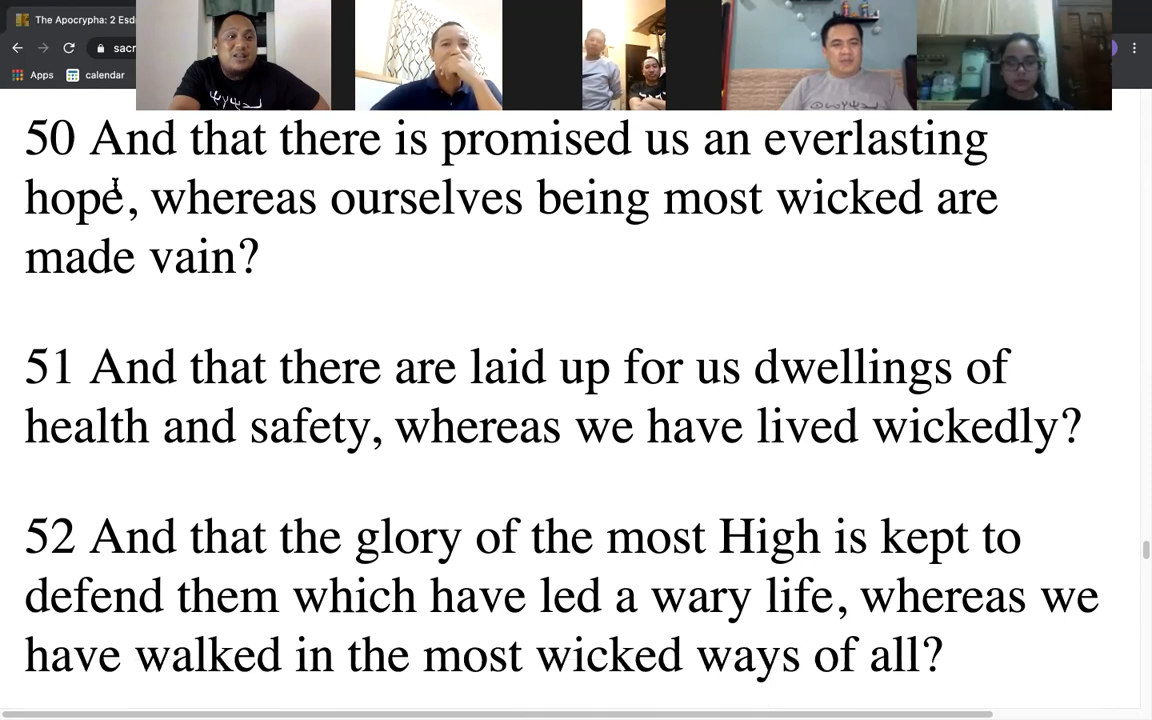 The Apocrypha: 2 Esd
sacr
Apps calendar
50 And that there is promised us an everlasting
hope, whereas ourselves being most wicked are
made vain?
51 And that there are laid up for us dwellings of
health and safety, whereas we have lived wickedly?
52 And that the glory of the most High is kept to
defend them which have led a wary life, whereas we
have walked in the most wicked ways of all?